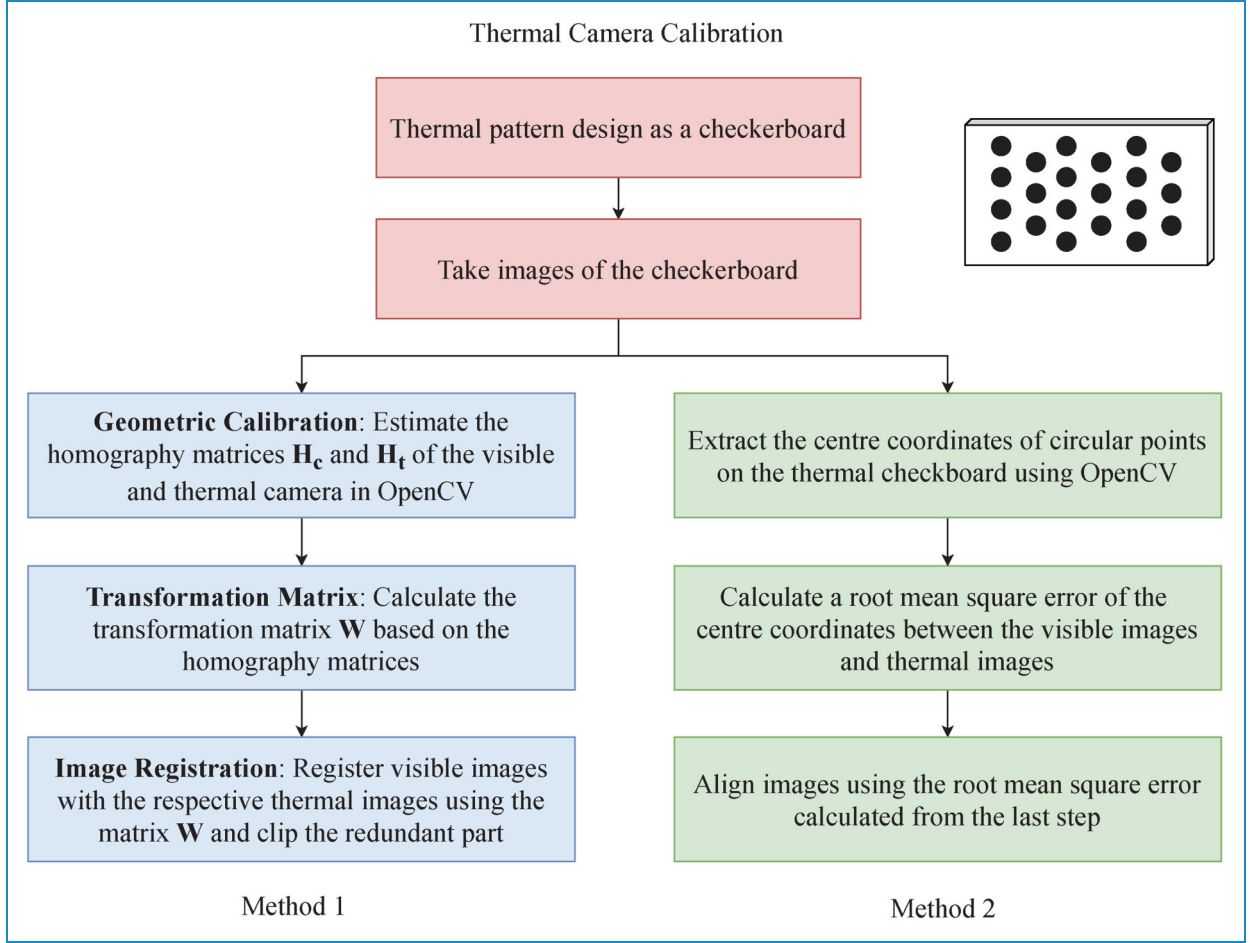 Thermal Camera Calibration
Thermal pattern design as a checkerboard
Take images of the checkerboard
Geometric Calibration: Estimate the
homography matrices Hc and Ht of the visible
and thermal camera in OpenCV
Transformation Matrix: Calculate the
transformation matrix W based on the
homography matrices
Image Registration: Register visible images
with the respective thermal images using the
matrix W and clip the redundant part
Method 1
Extract the centre coordinates of circular points
on the thermal checkboard using OpenCV
Calculate a root mean square error of the
centre coordinates between the visible images
and thermal images
Align images using the root mean square error
calculated from the last step
Method 2